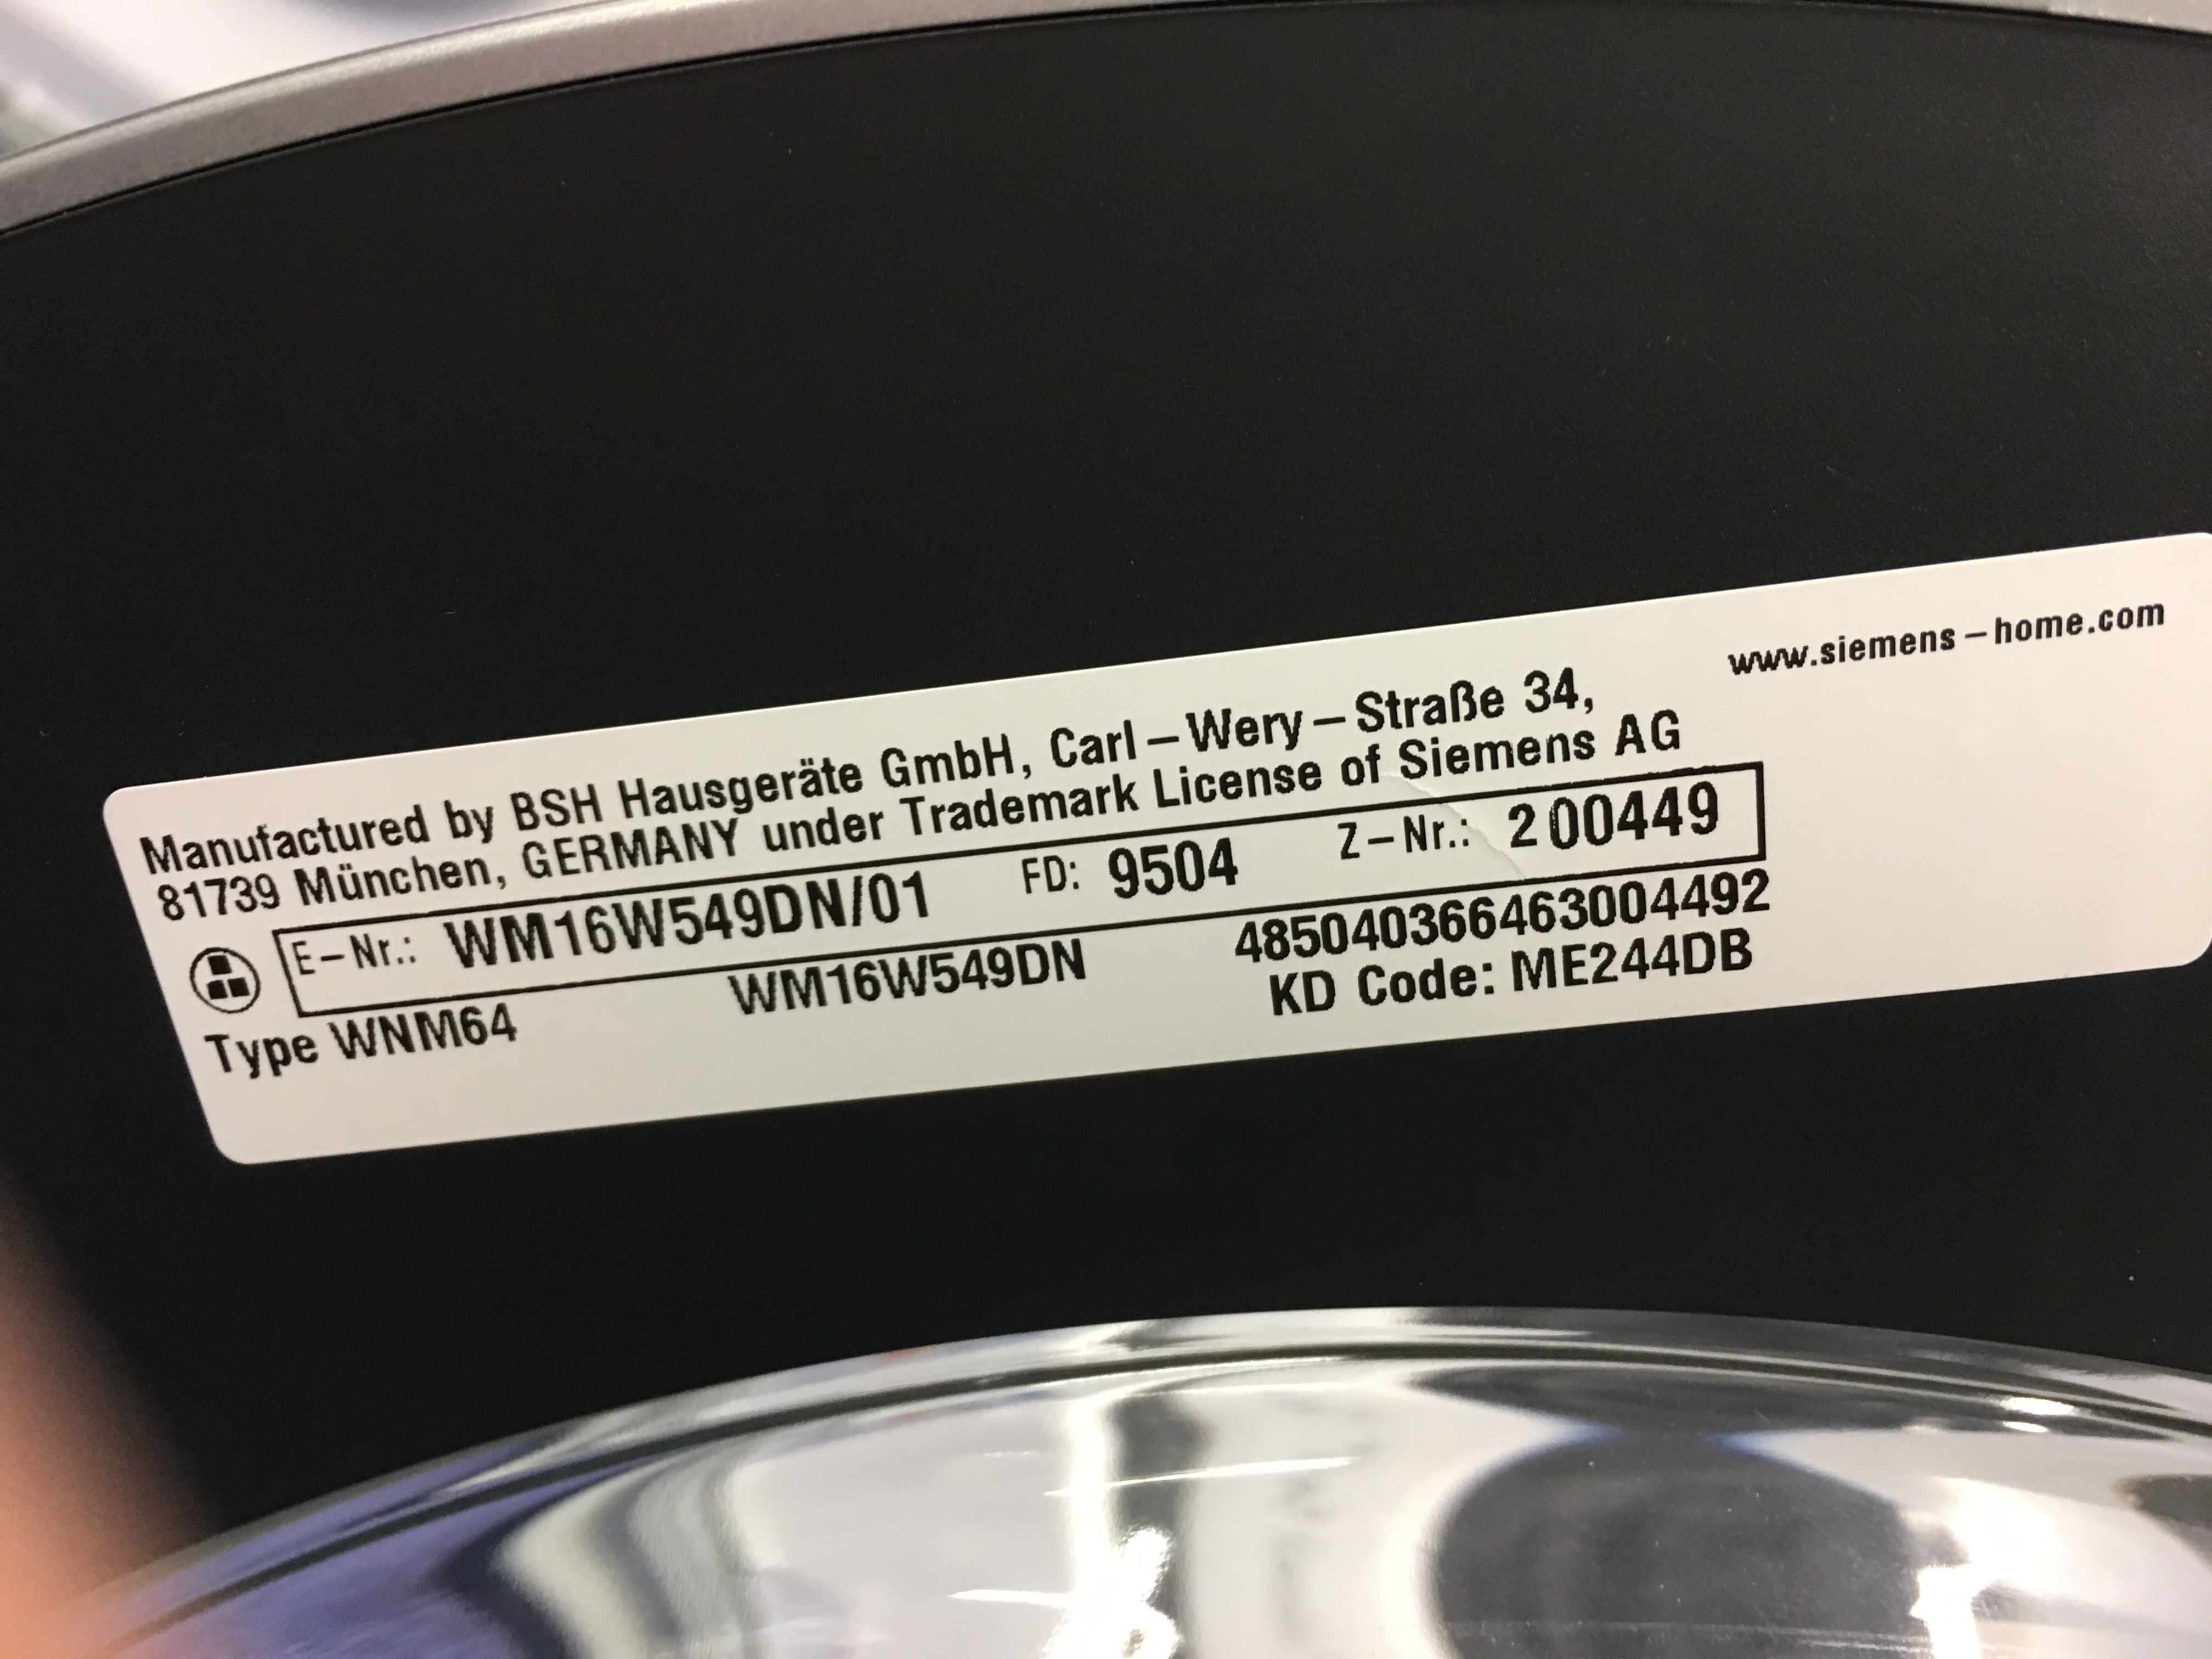 www.siemens-home.com
Manufactured by BSH Hausgeräte GmbH, Carl-Wery-Straße 34,
81739 München, GERMANY under Trademark License of Siemens AG
E-Nr.: WM16W549DN/01 FD: 9504 Z-Nr.: 200449
Type WNM64 WM16W549DN 485040366463004492
KD Code: ME244DB